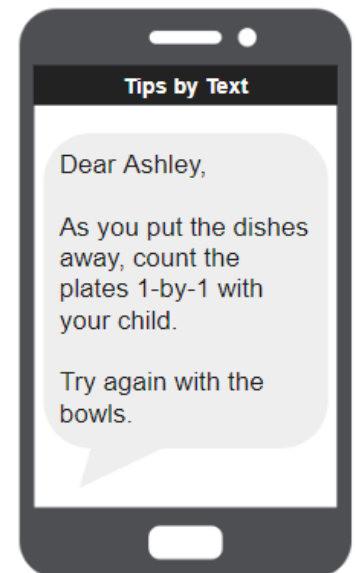 Tips by Text
Dear Ashley,
As you put the dishes
away, count the
plates 1-by-1 with
your child.
Try again with the
bowls.